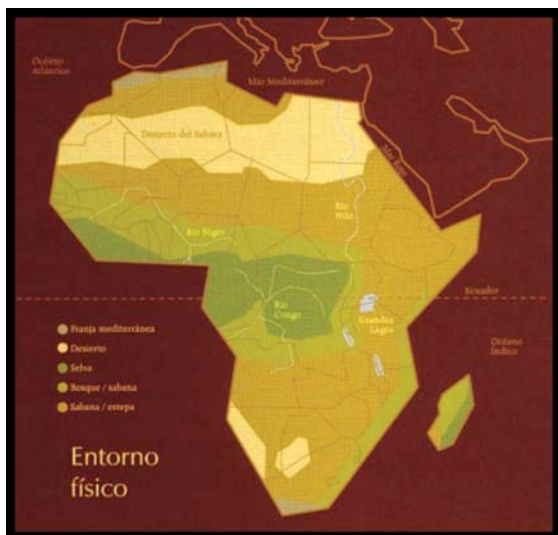 Océano
Atlántico
Mar Mediterráneo
Desierto del Sahara
Mar Rojo
Río Níger
Río
Nilo
Ecuador
Río
Congo
Grandes
Lagos
Océano
Índico
Franja mediterránea
Desierto
Selva
Bosque / sabana
Sabana / estepa
Entorno
físico